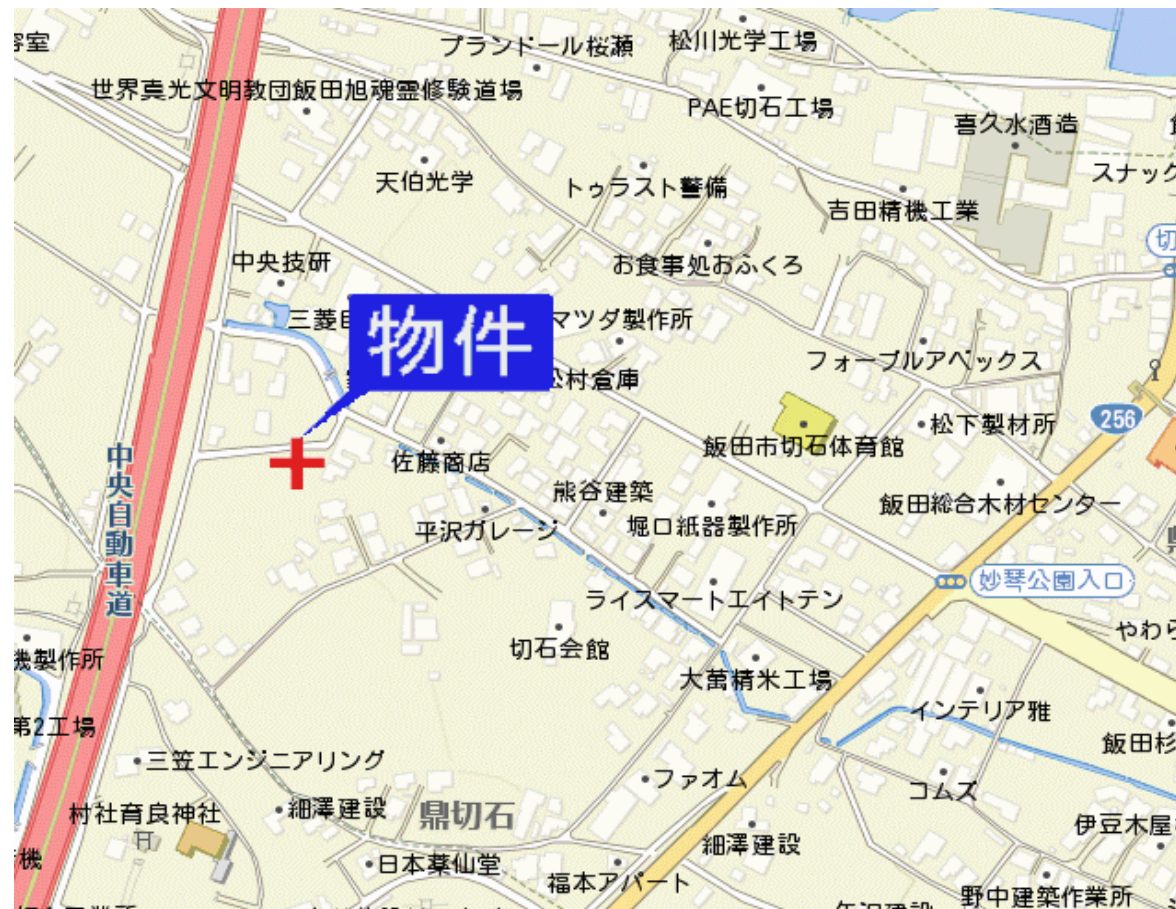 プランドール桜瀬
松川光学工場
世界真光文明教団飯田旭魂霊修験道場
PAE切石工場
喜久水酒造
スナック
天伯光学
トゥラスト警備
吉田精機工業
中央技研
お食事処おふくろ
切
三菱
物件
マツダ製作所
フォーブルアペックス
村倉庫
256
松下製材所
飯田市切石体育館
佐藤商店
中央自動車道
熊谷建築
飯田総合木材センター
平沢ガレージ
堀口紙器製作所
妙琴公園入口
ライスマートエイトテン
やわら
切石会館
機製作所
大萬精米工場
インテリア雅
第2工場
飯田杉
三笠エンジニアリング
ファオム
コムズ
村社育良神社
細澤建設
鼎切石
伊豆木屋
細澤建設
機
日本薬仙堂
福本アパート
野中建築作業所